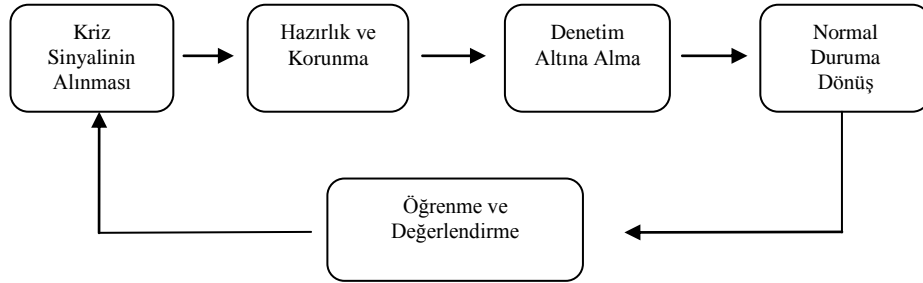 Kriz
Sinyalinin
Alınması
Hazırlık ve
Korunma
Denetim
Altına Alma
Normal
Duruma
Dönüş
Öğrenme ve
Değerlendirme